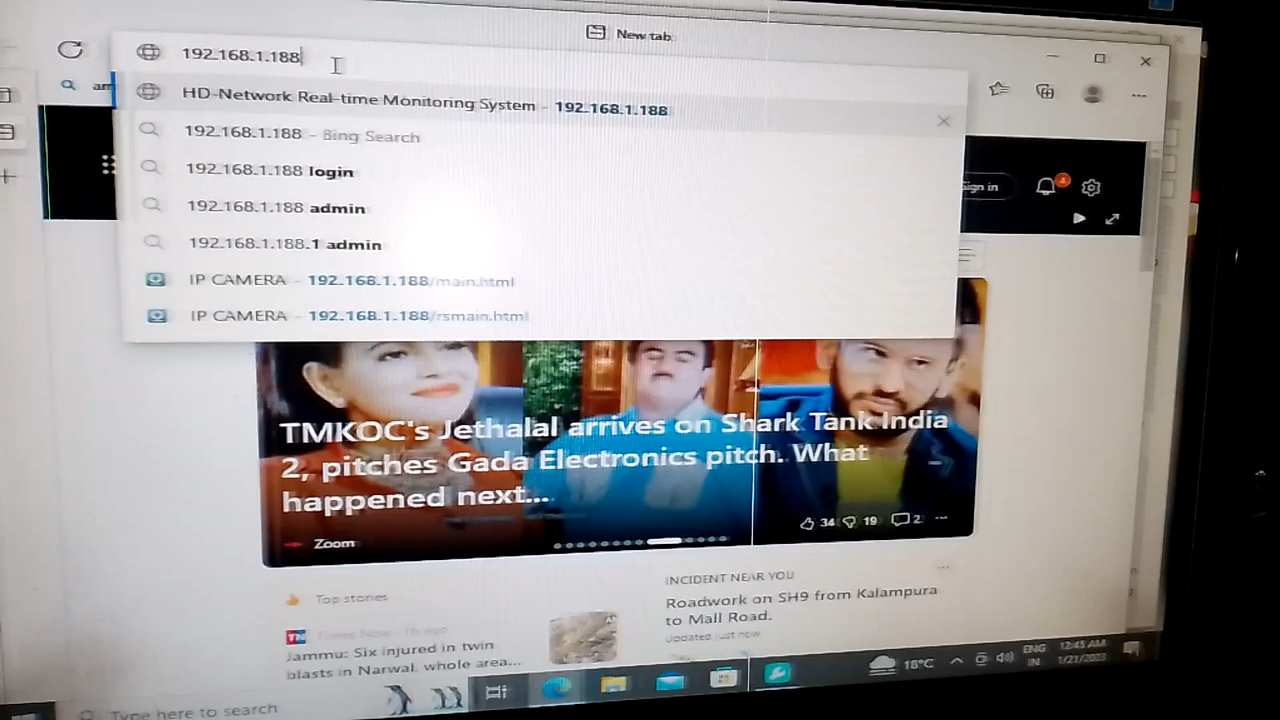 New tab
192.168.1.188
HD-Network Real-time Monitoring System - 192.168.1.188
192.168.1.188 - Bing Search
192.168.1.188 login
192.168.1.188 admin
192.168.1.188.1 admin
IP CAMERA - 192.168.1.188/main.html
IP CAMERA - 192.168.1.188/rsmain.html
Sign in
TMKOC's Jethalal arrives on Shark Tank India
2, pitches Gada Electronics pitch. What
happened next...
34 19 2
Zoom
Top stories
TN Times Now · 1h ago
Jammu: Six injured in twin
blasts in Narwal, whole area...
INCIDENT NEAR YOU
Roadwork on SH9 from Kalampura
to Mall Road.
Updated just now
Type here to search
18°C
ENG
IN
12:45 AM
1/21/2023